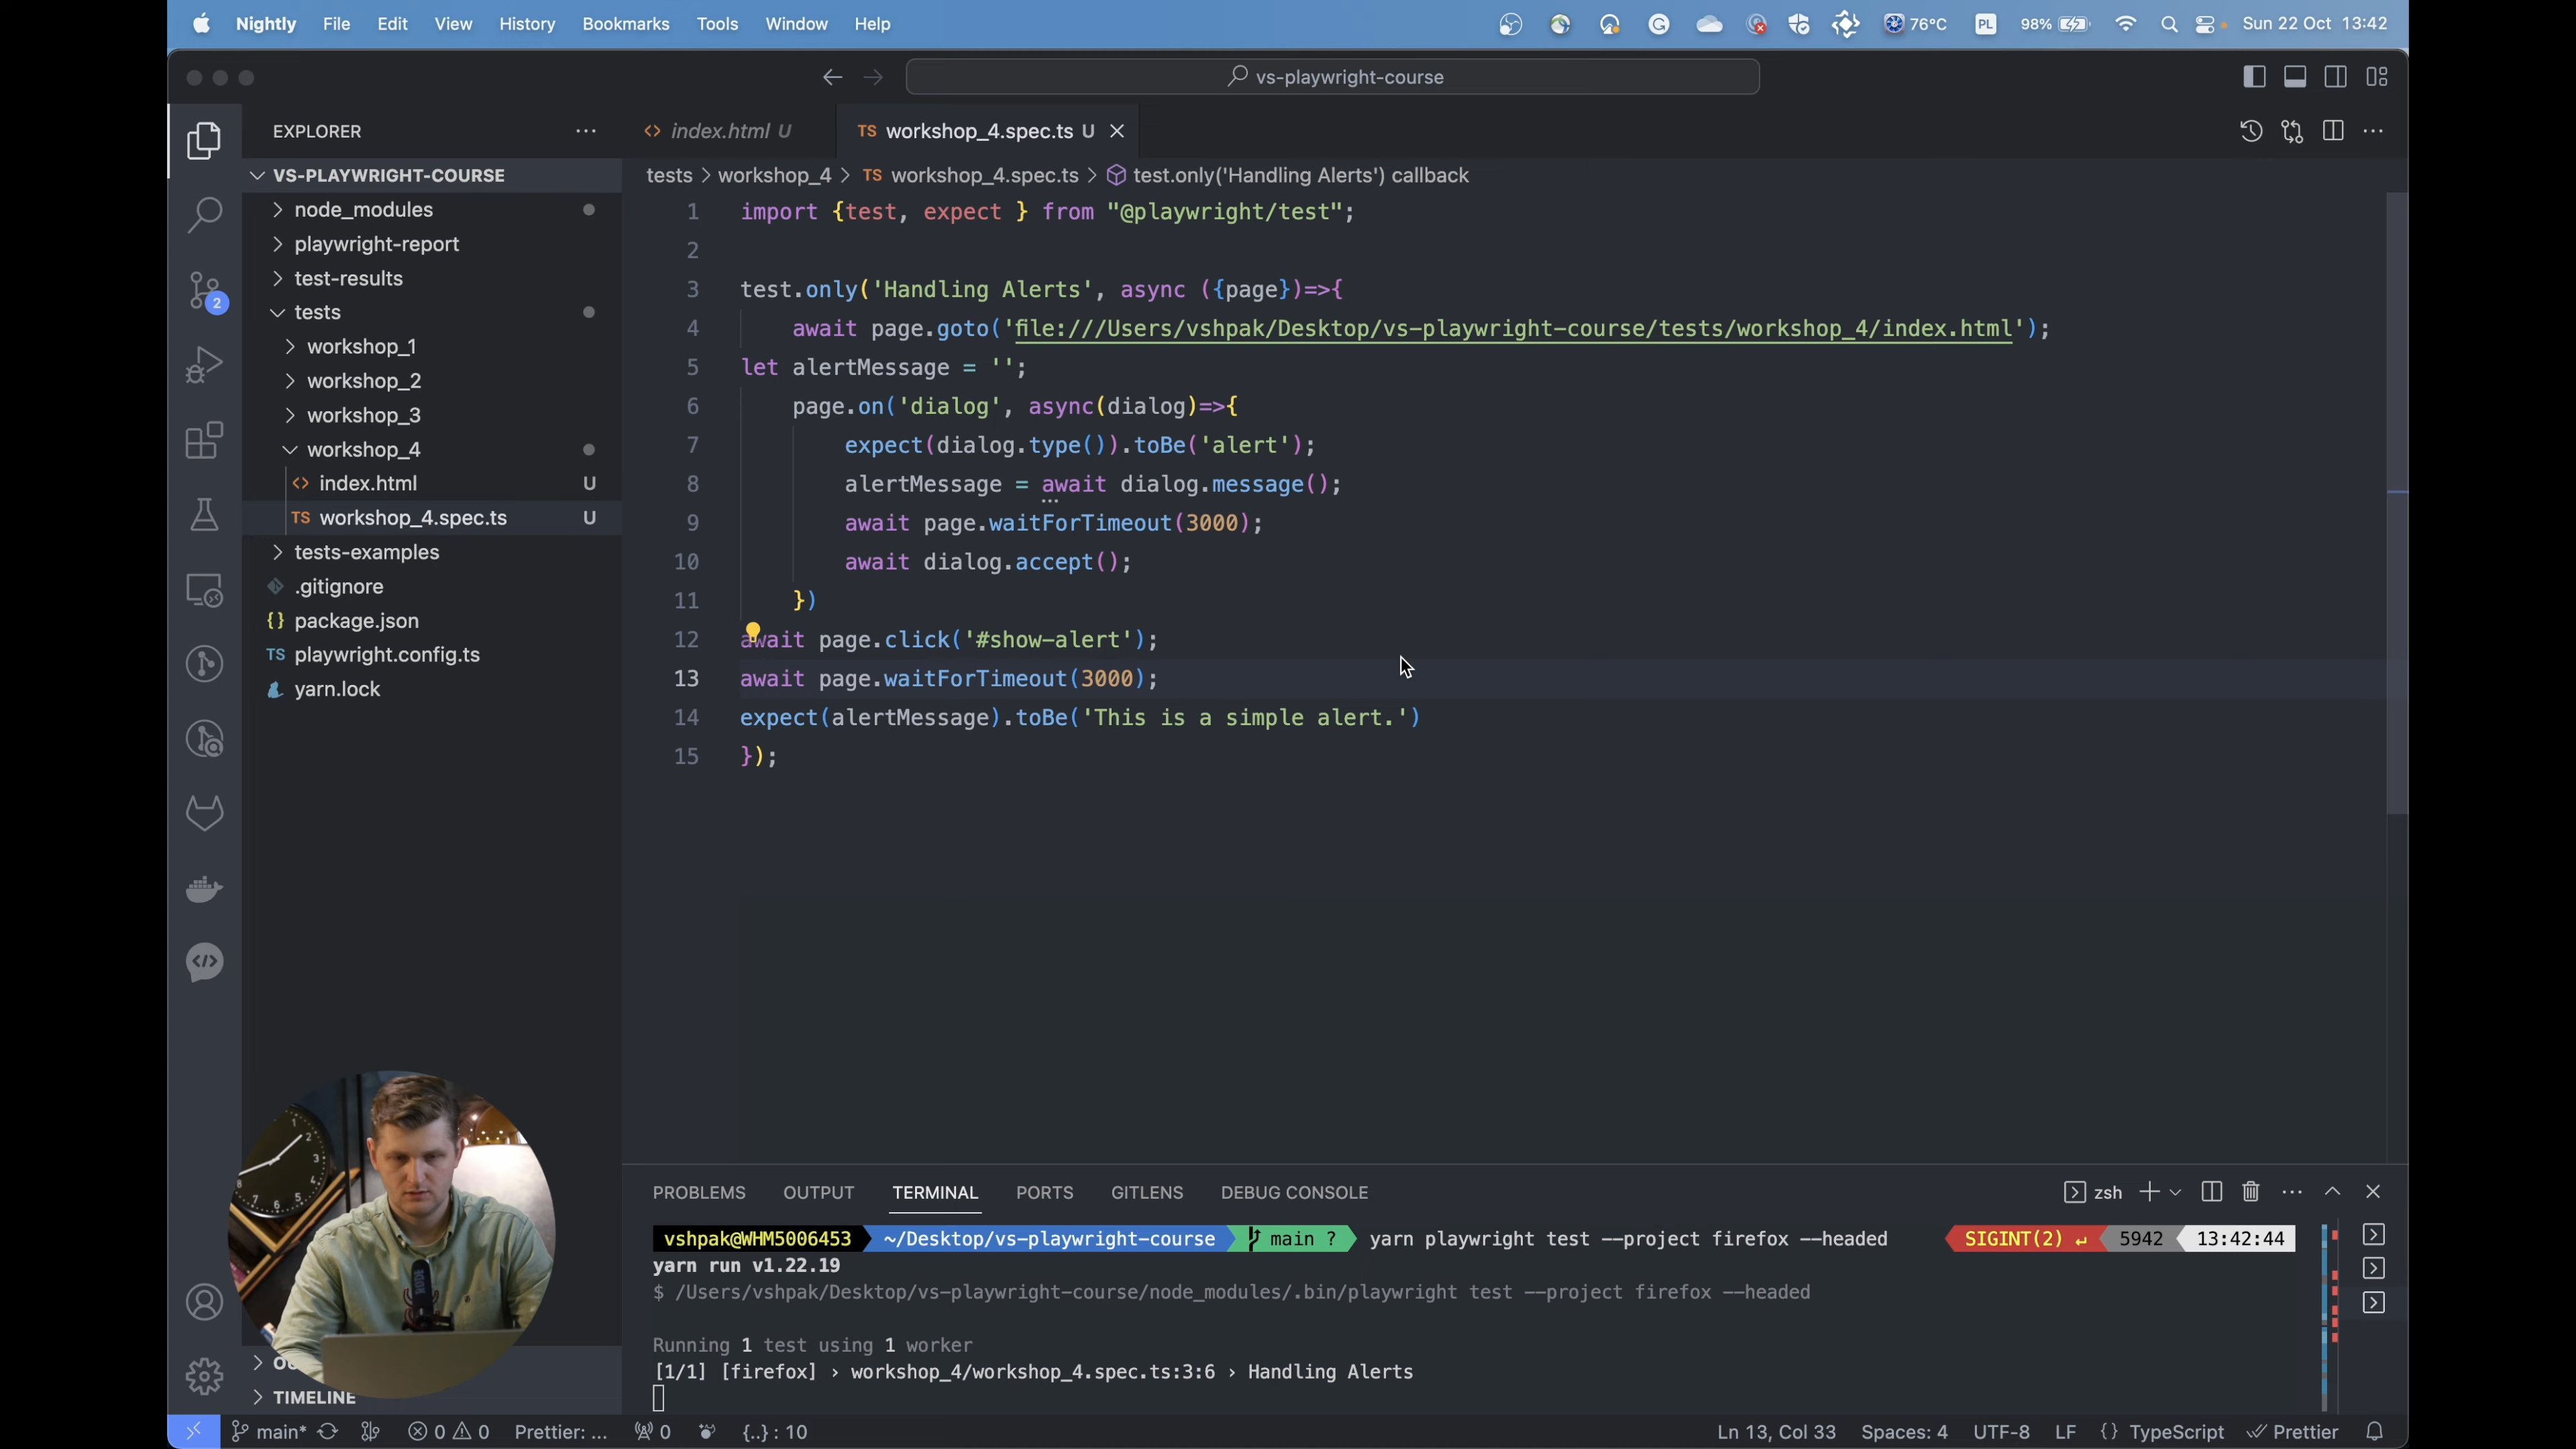 Nightly File Edit View History Bookmarks Tools Window Help
76°C PL 98% Sun 22 Oct 13:42
vs-playwright-course
EXPLORER
VS-PLAYWRIGHT-COURSE
node_modules
playwright-report
test-results
tests
workshop_1
workshop_2
workshop_3
workshop_4
index.html U
TS workshop_4.spec.ts U
tests-examples
.gitignore
{} package.json
TS playwright.config.ts
yarn.lock
2
TIMELINE
<> index.html U
TS workshop_4.spec.ts U
tests > workshop_4 > TS workshop_4.spec.ts > test.only('Handling Alerts') callback
1 import {test, expect } from "@playwright/test";
2
3 test.only('Handling Alerts', async ({page})=>{
4 await page.goto('file:///Users/vshpak/Desktop/vs-playwright-course/tests/workshop_4/index.html');
5 let alertMessage = '';
6 page.on('dialog', async(dialog)=>{
7 expect(dialog.type()).toBe('alert');
8 alertMessage = await dialog.message();
9 await page.waitForTimeout(3000);
10 await dialog.accept();
11 })
12 await page.click('#show-alert');
13 await page.waitForTimeout(3000);
14 expect(alertMessage).toBe('This is a simple alert.')
15 });
PROBLEMS OUTPUT TERMINAL PORTS GITLENS DEBUG CONSOLE
zsh
vshpak@WHM5006453 ~/Desktop/vs-playwright-course main ? yarn playwright test --project firefox --headed SIGINT(2) ↵ 5942 13:42:44
yarn run v1.22.19
$ /Users/vshpak/Desktop/vs-playwright-course/node_modules/.bin/playwright test --project firefox --headed
Running 1 test using 1 worker
[1/1] [firefox] › workshop_4/workshop_4.spec.ts:3:6 › Handling Alerts
main* 0 0 Prettier: ... 0 {..} : 10
Ln 13, Col 33 Spaces: 4 UTF-8 LF {} TypeScript Prettier